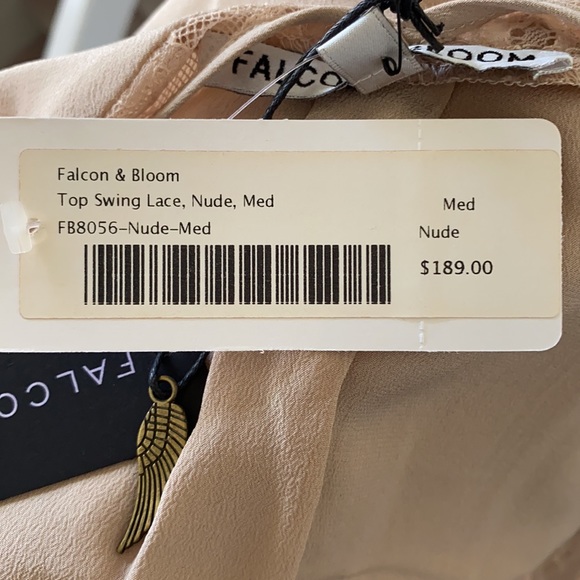 FALCO
BLOOM
Falcon & Bloom
Top Swing Lace, Nude, Med
Med
FB8056-Nude-Med
Nude
$189.00
FALCO